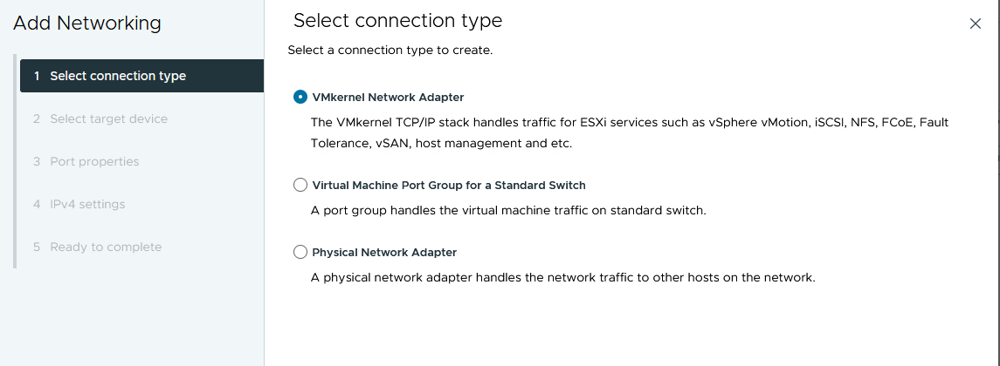 Add Networking
1 Select connection type
2 Select target device
3 Port properties
4 IPv4 settings
5 Ready to complete
Select connection type
Select a connection type to create.
VMkernel Network Adapter
The VMkernel TCP/IP stack handles traffic for ESXi services such as vSphere vMotion, iSCSI, NFS, FCoE, Fault
Tolerance, vSAN, host management and etc.
Virtual Machine Port Group for a Standard Switch
A port group handles the virtual machine traffic on standard switch.
Physical Network Adapter
A physical network adapter handles the network traffic to other hosts on the network.